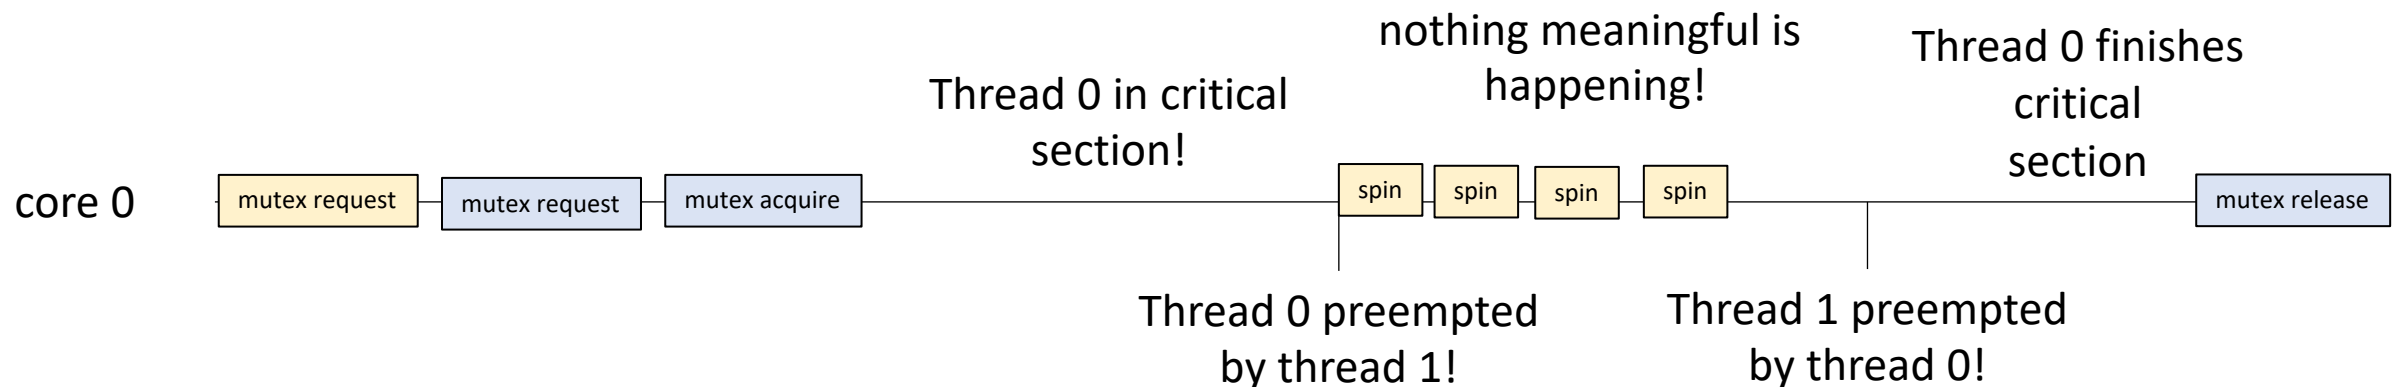 nothing meaningful is
happening!
Thread 0 finishes
critical
section
Thread 0 in critical
section!
core 0
mutex request
mutex request
mutex acquire
spin
spin
spin
spin
mutex release
Thread 0 preempted
by thread 1!
Thread 1 preempted
by thread 0!